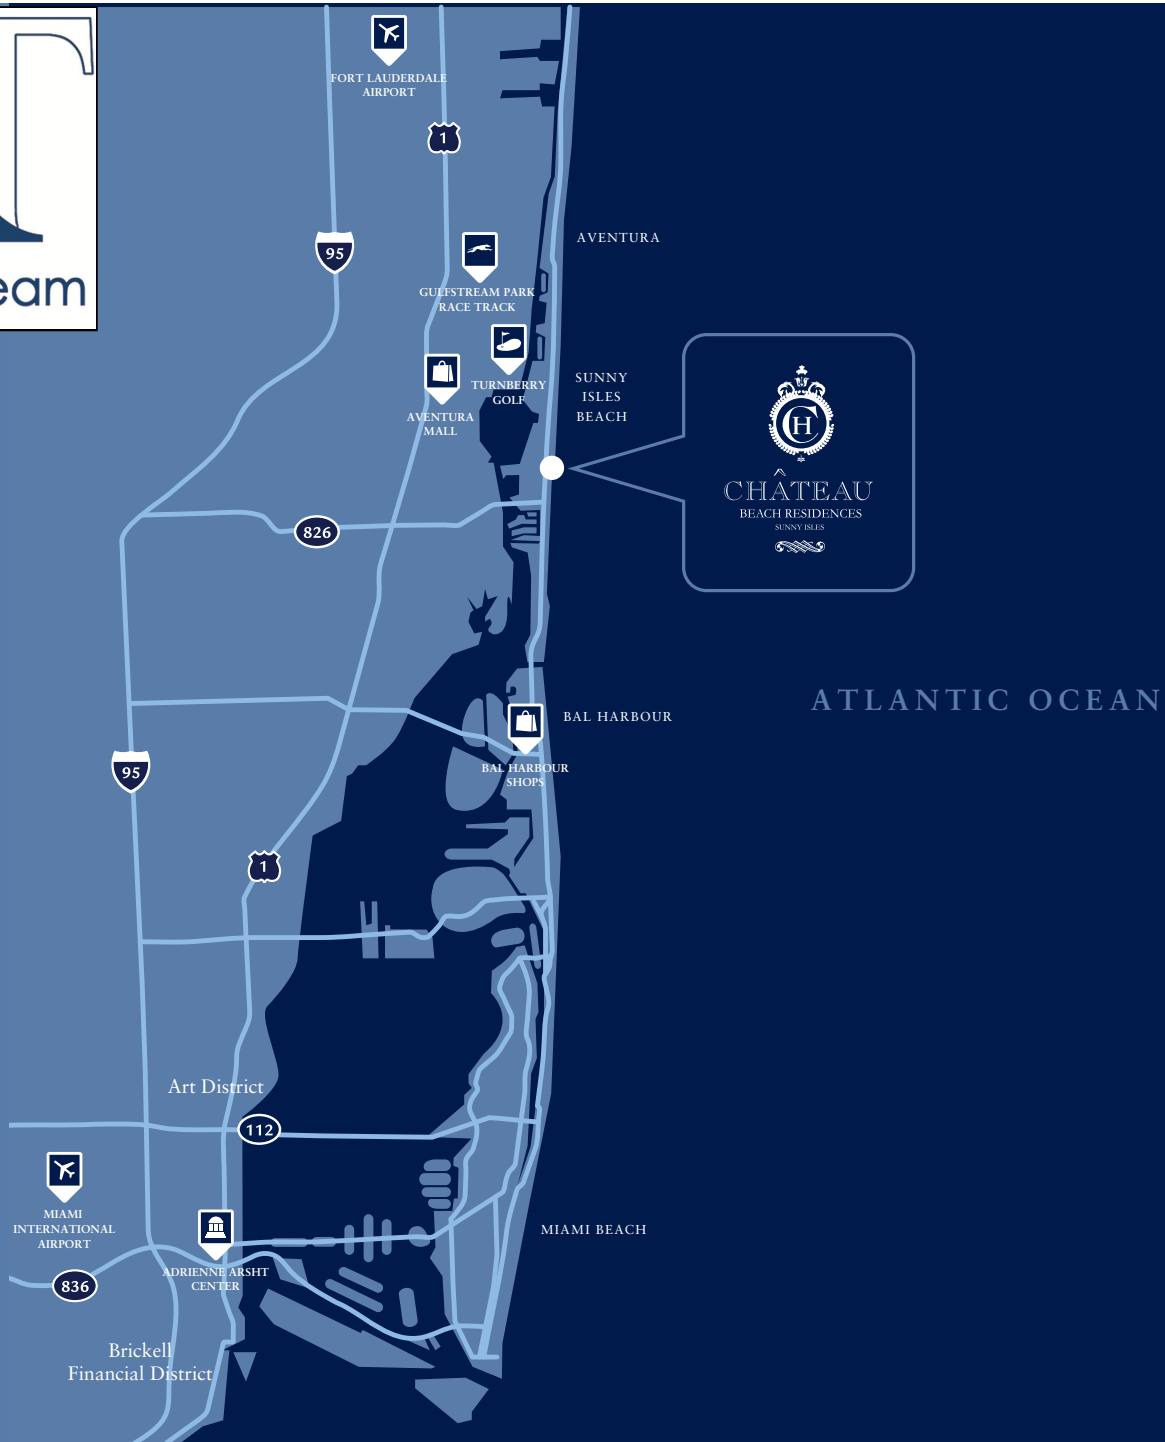 T
eam
FORT LAUDERDALE
AIRPORT
1
95
AVENTURA
GULFSTREAM PARK
RACE TRACK
TURNBERRY
GOLF
AVENTURA
MALL
SUNNY
ISLES
BEACH
CH
CHÂTEAU
BEACH RESIDENCES
SUNNY ISLES
826
ATLANTIC OCEAN
BAL HARBOUR
BAL HARBOUR
SHOPS
95
1
Art District
112
MIAMI
INTERNATIONAL
AIRPORT
MIAMI BEACH
ADRIENNE ARSHT
CENTER
836
Brickell
Financial District